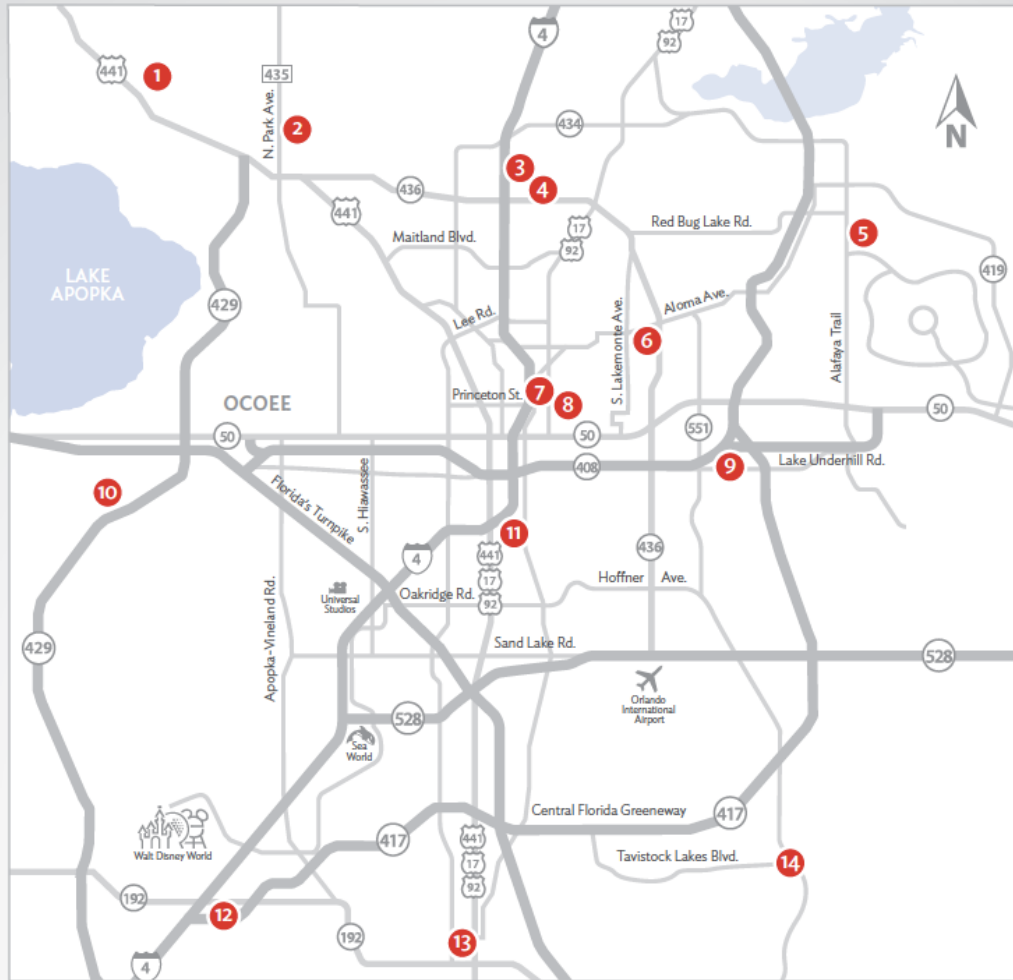 17
92
4
441
1
435
N. Park Ave.
2
434
N
3
4
436
441
17
92
Red Bug Lake Rd.
5
Maitland Blvd.
419
LAKE
APOPKA
429
Lee Rd.
Aloma Ave.
S. Lakemonte Ave.
6
Alafaya Trail
Princeton St.
7
8
OCOEE
50
50
551
50
408
9
Lake Underhill Rd.
10
Florida's Turnpike
S. Hiawassee
11
4
441
17
92
436
Hoffner Ave.
Universal
Studios
Oakridge Rd.
429
Apopka-Vineland Rd.
Sand Lake Rd.
528
Orlando
International
Airport
528
Sea
World
Central Florida Greeneway
417
417
441
17
92
Walt Disney World
Tavistock Lakes Blvd.
14
192
12
192
13
4